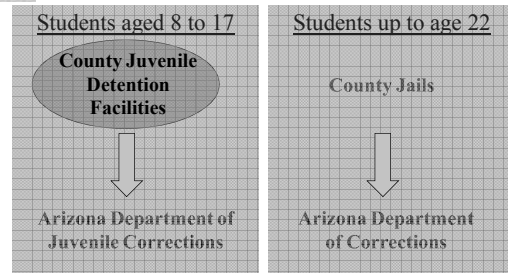 Students aged 8 to 17
County Juvenile
Detention
Facilities
Arizona Department of
Juvenile Corrections
Students up to age 22
County Jails
Arizona Department
of Corrections